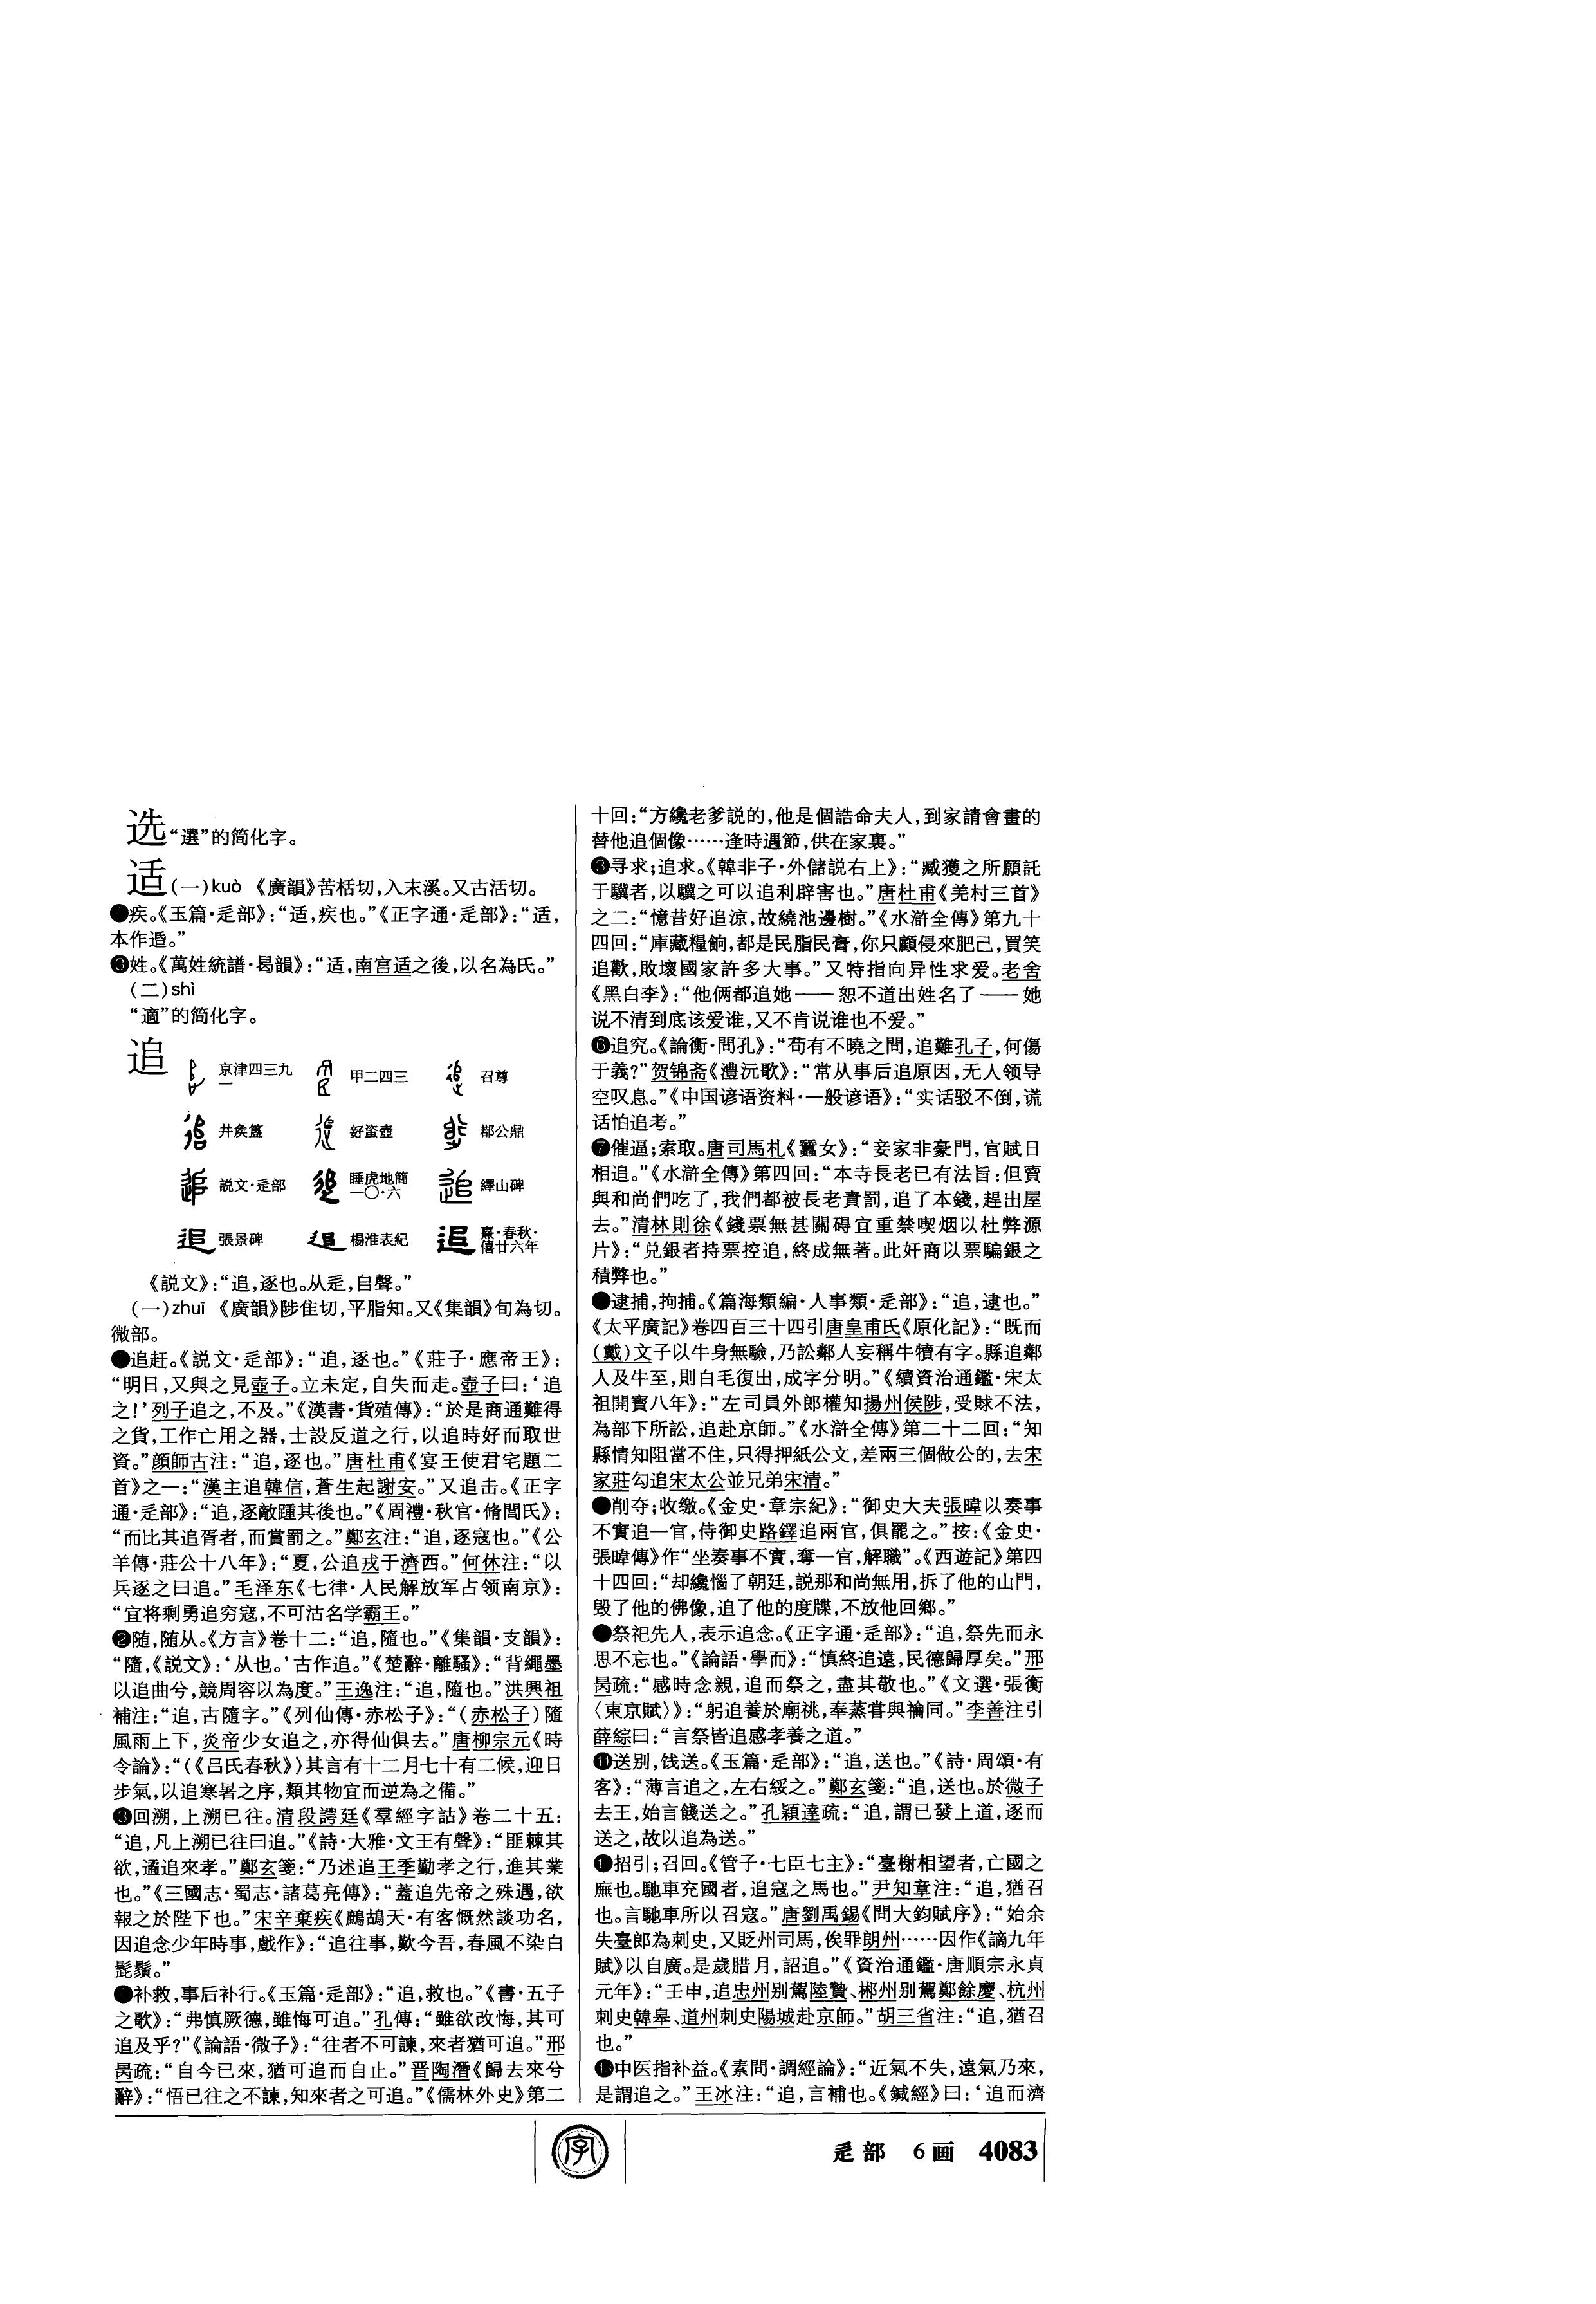 选“選”的简化字。
适(一)kuò 《廣韻》苦栝切,入末溪。又古活切。
●疾。《玉篇·辵部》:“适,疾也。”《正字通·辵部》:“适,
本作𨓈。”
❸姓。《萬姓統譜·曷韻》:“适,南宫适之後,以名為氏。”
(二)shì
“適”的简化字。
追
京津四三九一 甲二四三 召尊
井矦簋 𧊒壺 都公鼎
説文·辵部 睡虎地簡一〇·六 繹山碑
張景碑 楊淮表紀 熹·春秋·僖廿六年
《説文》:“追,逐也。从辵,𠂤聲。”
(一)zhuī 《廣韻》陟隹切,平脂知。又《集韻》旬為切。
微部。
●追赶。《説文·辵部》:“追,逐也。”《莊子·應帝王》:
“明日,又與之見壺子。立未定,自失而走。壺子曰:‘追
之!’列子追之,不及。”《漢書·貨殖傳》:“於是商通難得
之貨,工作亡用之器,士設反道之行,以追時好而取世
資。”顔師古注:“追,逐也。”唐杜甫《宴王使君宅題二
首》之一:“漢主追韓信,蒼生起謝安。”又追击。《正字
通·辵部》:“追,逐敵踵其後也。”《周禮·秋官·脩閭氏》:
“而比其追胥者,而賞罰之。”鄭玄注:“追,逐寇也。”《公
羊傳·莊公十八年》:“夏,公追戎于濟西。”何休注:“以
兵逐之曰追。”毛泽东《七律·人民解放军占领南京》:
“宜将剩勇追穷寇,不可沽名学霸王。”
❷随,随从。《方言》卷十二:“追,隨也。”《集韻·支韻》:
“隨,《説文》:‘从也。’古作追。”《楚辭·離騷》:“背繩墨
以追曲兮,競周容以為度。”王逸注:“追,隨也。”洪興祖
補注:“追,古隨字。”《列仙傳·赤松子》:“(赤松子)隨
風雨上下,炎帝少女追之,亦得仙俱去。”唐柳宗元《時
令論》:“(《吕氏春秋》)其言有十二月七十有二候,迎日
步氣,以追寒暑之序,類其物宜而逆為之備。”
❸回溯,上溯已往。清段諤廷《羣經字詁》卷二十五:
“追,凡上溯已往曰追。”《詩·大雅·文王有聲》:“匪棘其
欲,遹追來孝。”鄭玄箋:“乃述追王季勤孝之行,進其業
也。”《三國志·蜀志·諸葛亮傳》:“蓋追先帝之殊遇,欲
報之於陛下也。”宋辛棄疾《鷓鴣天·有客慨然談功名,
因追念少年時事,戲作》:“追往事,歎今吾,春風不染白
髭鬚。”
●补救,事后补行。《玉篇·辵部》:“追,救也。”《書·五子
之歌》:“弗慎厥德,雖悔可追。”孔傳:“雖欲改悔,其可
追及乎?”《論語·微子》:“往者不可諫,來者猶可追。”邢
昺疏:“自今已來,猶可追而自止。”晋陶潛《歸去來兮
辭》:“悟已往之不諫,知來者之可追。”《儒林外史》第二
十回:“方纔老爹説的,他是個誥命夫人,到家請會畫的
替他追個像……逢時遇節,供在家裏。”
❸寻求;追求。《韓非子·外儲説右上》:“臧獲之所願託
于驥者,以驥之可以追利辟害也。”唐杜甫《羌村三首》
之二:“憶昔好追涼,故繞池邊樹。”《水滸全傳》第九十
四回:“庫藏糧餉,都是民脂民膏,你只顧侵來肥己,買笑
追歡,敗壞國家許多大事。”又特指向异性求爱。老舍
《黑白李》:“他俩都追她——恕不道出姓名了——她
说不清到底该爱谁,又不肯说谁也不爱。”
❻追究。《論衡·問孔》:“苟有不曉之問,追難孔子,何傷
于義?”贺锦斋《澧沅歌》:“常从事后追原因,无人领导
空叹息。”《中国谚语资料·一般谚语》:“实话驳不倒,谎
话怕追考。”
❼催逼;索取。唐司馬札《蠶女》:“妾家非豪門,官賦日
相追。”《水滸全傳》第四回:“本寺長老已有法旨:但賣
與和尚們吃了,我們都被長老責罰,追了本錢,趕出屋
去。”清林則徐《錢票無甚關碍宜重禁喫烟以杜弊源
片》:“兑銀者持票控追,終成無著。此奸商以票騙銀之
積弊也。”
●逮捕,拘捕。《篇海類編·人事類·辵部》:“追,逮也。”
《太平廣記》卷四百三十四引唐皇甫氏《原化記》:“既而
(戴)文子以牛身無驗,乃訟鄰人妄稱牛犢有字。縣追鄰
人及牛至,則白毛復出,成字分明。”《續資治通鑑·宋太
祖開寶八年》:“左司員外郎權知揚州侯陟,受賕不法,
為部下所訟,追赴京師。”《水滸全傳》第二十二回:“知
縣情知阻當不住,只得押紙公文,差兩三個做公的,去宋
家莊勾追宋太公並兄弟宋清。”
●削夺;收缴。《金史·章宗紀》:“御史大夫張暐以奏事
不實追一官,侍御史路鐸追兩官,俱罷之。”按:《金史·
張暐傳》作“坐奏事不實,奪一官,解職”。《西遊記》第四
十四回:“却纔惱了朝廷,説那和尚無用,拆了他的山門,
毁了他的佛像,追了他的度牒,不放他回鄉。”
●祭祀先人,表示追念。《正字通·辵部》:“追,祭先而永
思不忘也。”《論語·學而》:“慎終追遠,民德歸厚矣。”邢
昺疏:“感時念親,追而祭之,盡其敬也。”《文選·張衡
〈東京賦〉》:“躬追養於廟祧,奉蒸嘗與禴同。”李善注引
薛綜曰:“言祭皆追感孝養之道。”
⓫送别,饯送。《玉篇·辵部》:“追,送也。”《詩·周頌·有
客》:“薄言追之,左右綏之。”鄭玄箋:“追,送也。於微子
去王,始言餞送之。”孔穎達疏:“追,謂已發上道,逐而
送之,故以追為送。”
●招引;召回。《管子·七臣七主》:“臺榭相望者,亡國之
廡也。馳車充國者,追寇之馬也。”尹知章注:“追,猶召
也。言馳車所以召寇。”唐劉禹錫《問大鈞賦序》:“始余
失臺郎為刺史,又貶州司馬,俟罪朗州……因作《謫九年
賦》以自廣。是歲腊月,詔追。”《資治通鑑·唐順宗永貞
元年》:“壬申,追忠州别駕陸贄、郴州别駕鄭餘慶、杭州
刺史韓皋、道州刺史陽城赴京師。”胡三省注:“追,猶召
也。”
●中医指补益。《素問·調經論》:“近氣不失,遠氣乃來,
是謂追之。”王冰注:“追,言補也。《鍼經》曰:‘追而濟
字
辵部 6画 4083